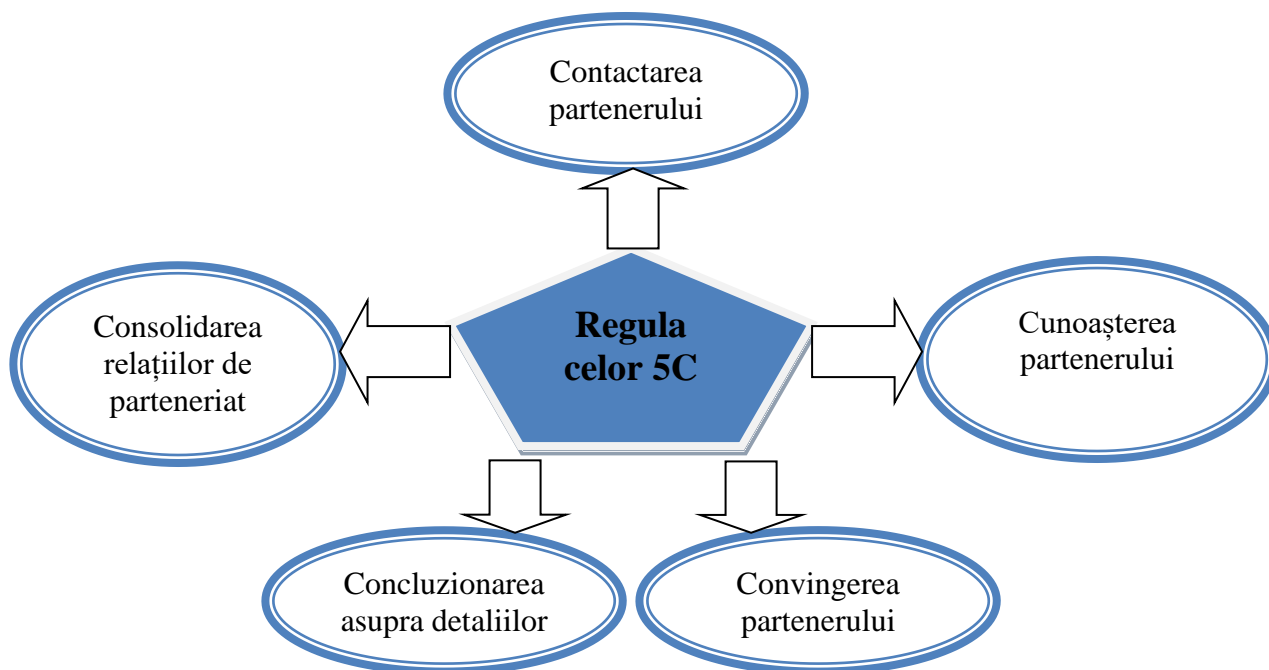 Contactarea
partenerului
Consolidarea
relațiilor de
parteneriat
Regula
celor 5C
Cunoașterea
partenerului
Concluzionarea
asupra detaliilor
Convingerea
partenerului